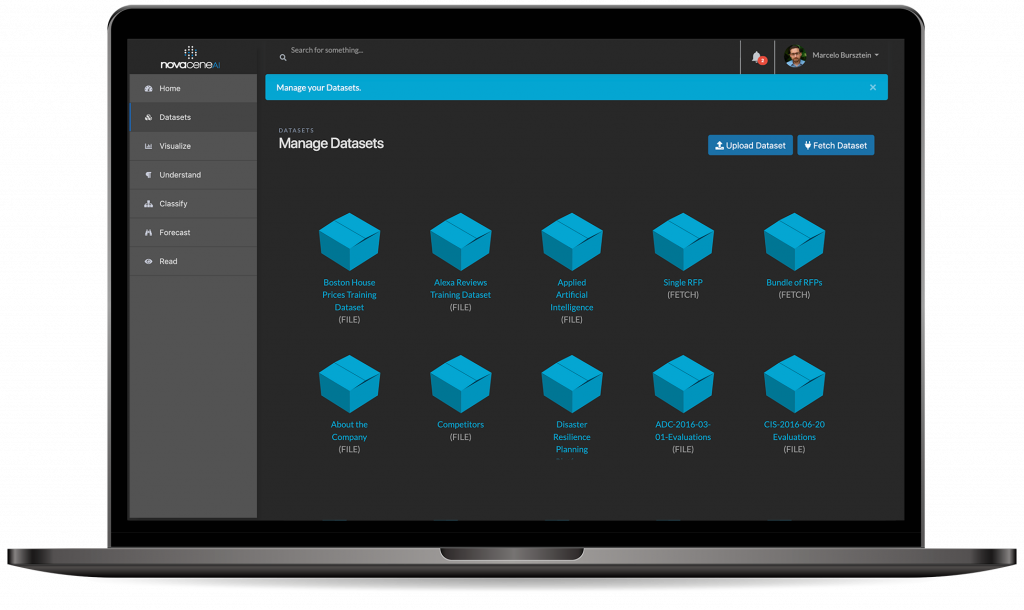 novaceneAI
Search for something...
2
Marcelo Bursztein
Home
Datasets
Visualize
Understand
Classify
Forecast
Read
Manage your Datasets.
×
DATASETS
Manage Datasets
Upload Dataset
Fetch Dataset
Boston House
Prices Training
Dataset
(FILE)
Alexa Reviews
Training Dataset
(FILE)
Applied
Artificial
Intelligence
(FILE)
Single RFP
(FETCH)
Bundle of RFPs
(FETCH)
About the
Company
(FILE)
Competitors
(FILE)
Disaster
Resilience
Planning
ADC-2016-03-
01-Evaluations
(FILE)
CIS-2016-06-20
Evaluations
(FILE)